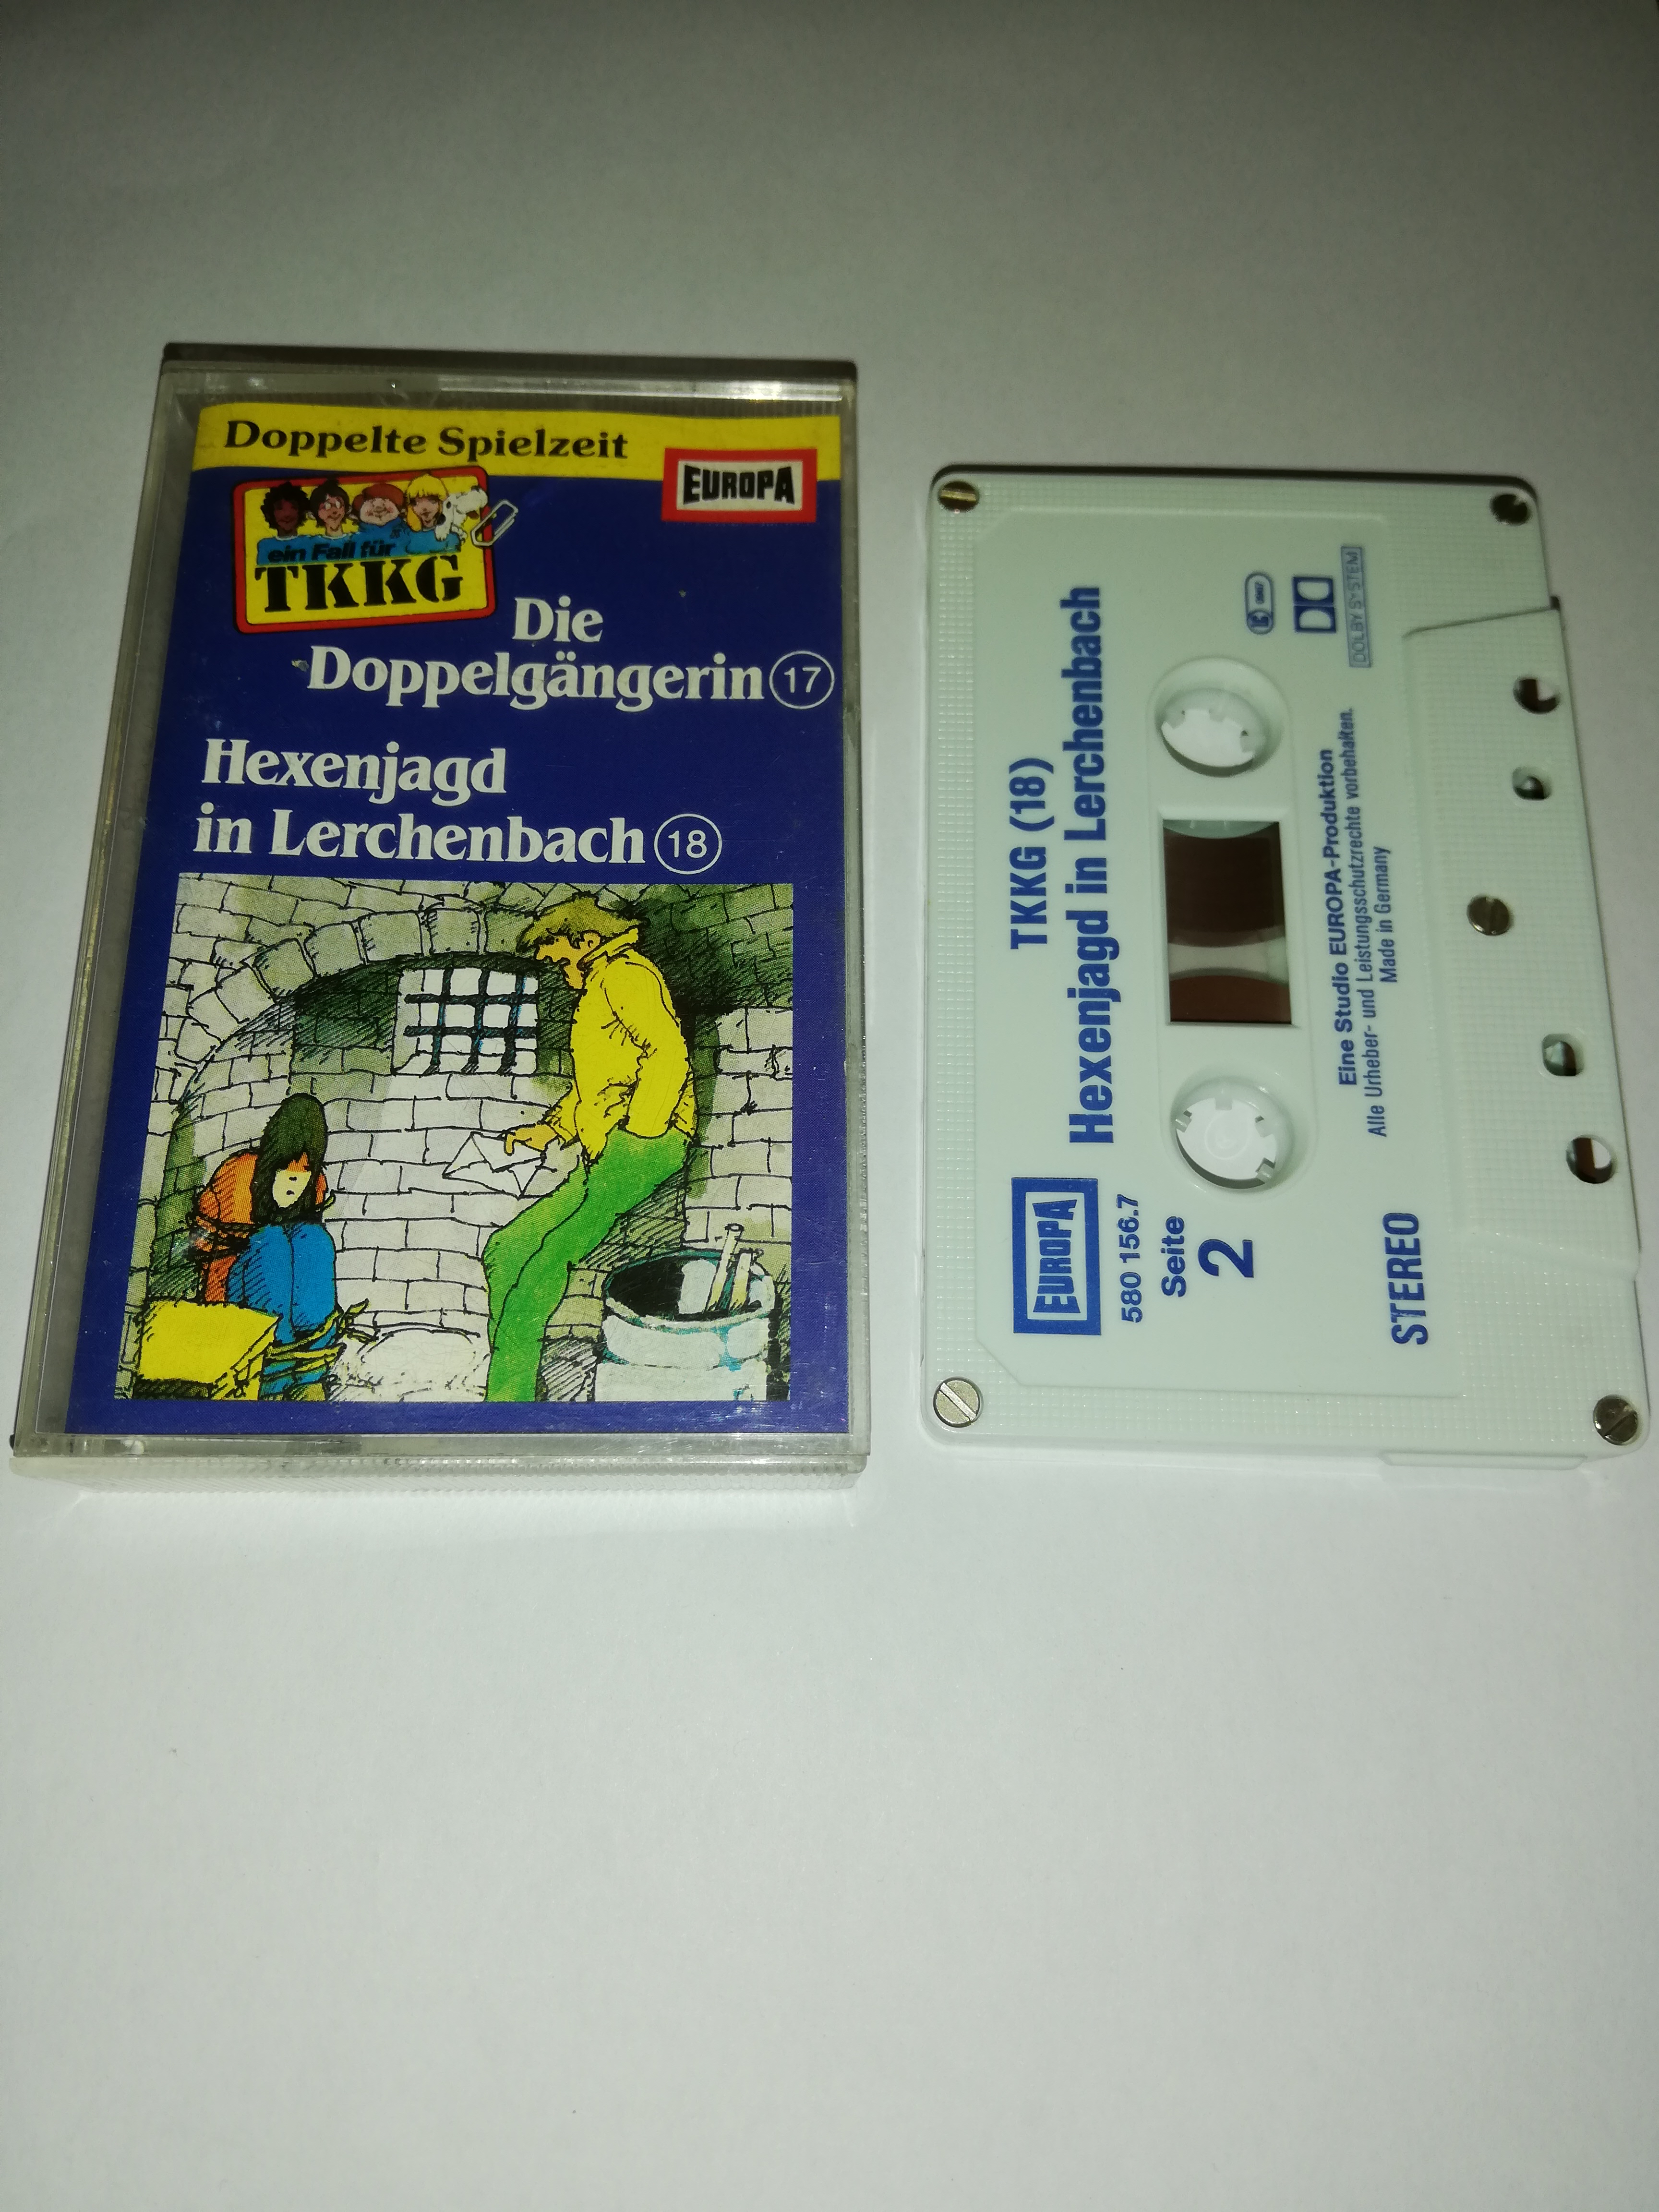 Doppelte Spielzeit
EUROPA
ein Fall für
TKKG
Die
Doppelgängerin 17
Hexenjagd
in Lerchenbach 18
TKKG (18)
Hexenjagd in Lerchenbach
EUROPA
580 156.7
Seite
2
DOLBY SYSTEM
Eine Studio EUROPA-Produktion
Alle Urheber- und Leistungsschutzrechte vorbehalten.
Made in Germany
STEREO